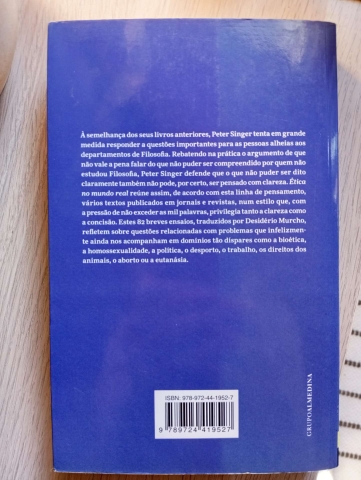 À semelhança dos seus livros anteriores, Peter Singer tenta em grande
medida responder a questões importantes para as pessoas alheias aos
departamentos de Filosofia. Rebatendo na prática o argumento de que
não vale a pena falar do que não puder ser compreendido por quem não
estudou Filosofia, Peter Singer defende que o que não puder ser dito
claramente também não pode, por certo, ser pensado com clareza. Ética
no mundo real reúne assim, de acordo com esta linha de pensamento,
vários textos publicados em jornais e revistas, num estilo que, com
a pressão de não exceder as mil palavras, privilegia tanto a clareza como
a concisão. Estes 82 breves ensaios, traduzidos por Desidério Murcho,
refletem sobre questões relacionadas com problemas que infelizmen-
te ainda nos acompanham em domínios tão díspares como a bioética,
a homossexualidade, a política, o desporto, o trabalho, os direitos dos
animais, o aborto ou a eutanásia.
ISBN: 978-972-44-1952-7
9 789724 419527
GRUPOALMEDINA